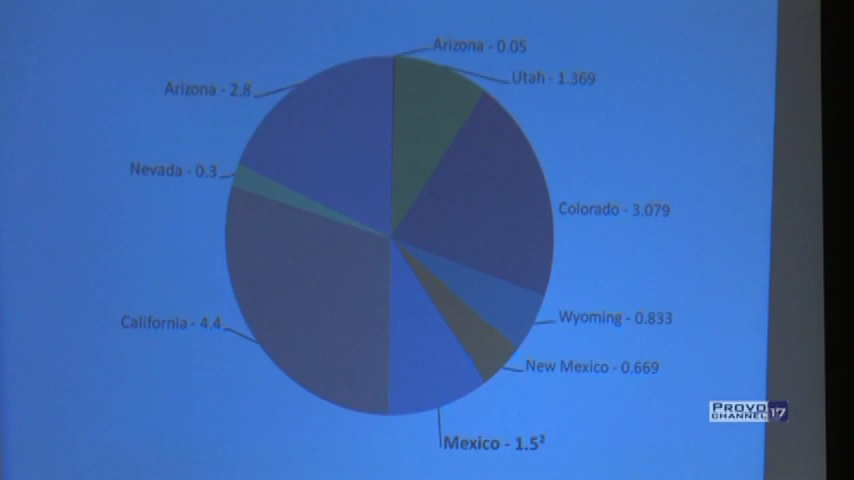 Arizona - 0.05
Utah - 1.369
Arizona - 2.8
Nevada - 0.3
Colorado - 3.079
Wyoming - 0.833
California - 4.4
New Mexico - 0.669
Mexico - 1.5²
PROVO
CHANNEL 17